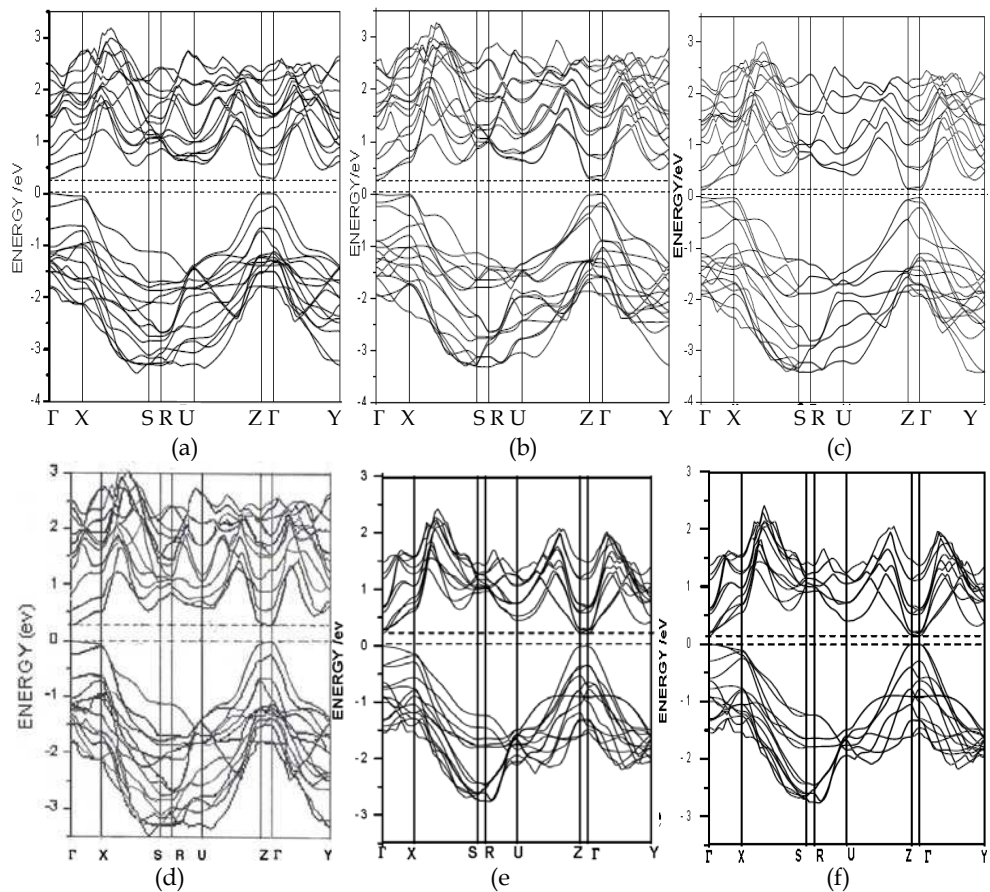 3
2
1
0
-1
-2
-3
-4
ENERGY /eV
Γ X S R U Z Γ Y
(a)
3
2
1
0
-1
-2
-3
-4
ENERGY /eV
Γ X S R U Z Γ Y
(b)
3
2
1
0
-1
-2
-3
-4
ENERGY /eV
Γ X S R U Z Γ Y
(c)
3
2
1
0
-1
-2
-3
ENERGY (ev)
Γ X S R U Z Γ Y
(d)
3
2
1
0
-1
-2
-3
ENERGY /ev
Γ X S R U Z Γ Y
(e)
3
2
1
0
-1
-2
-3
ENERGY /ev
Γ X S R U Z Γ Y
(f)